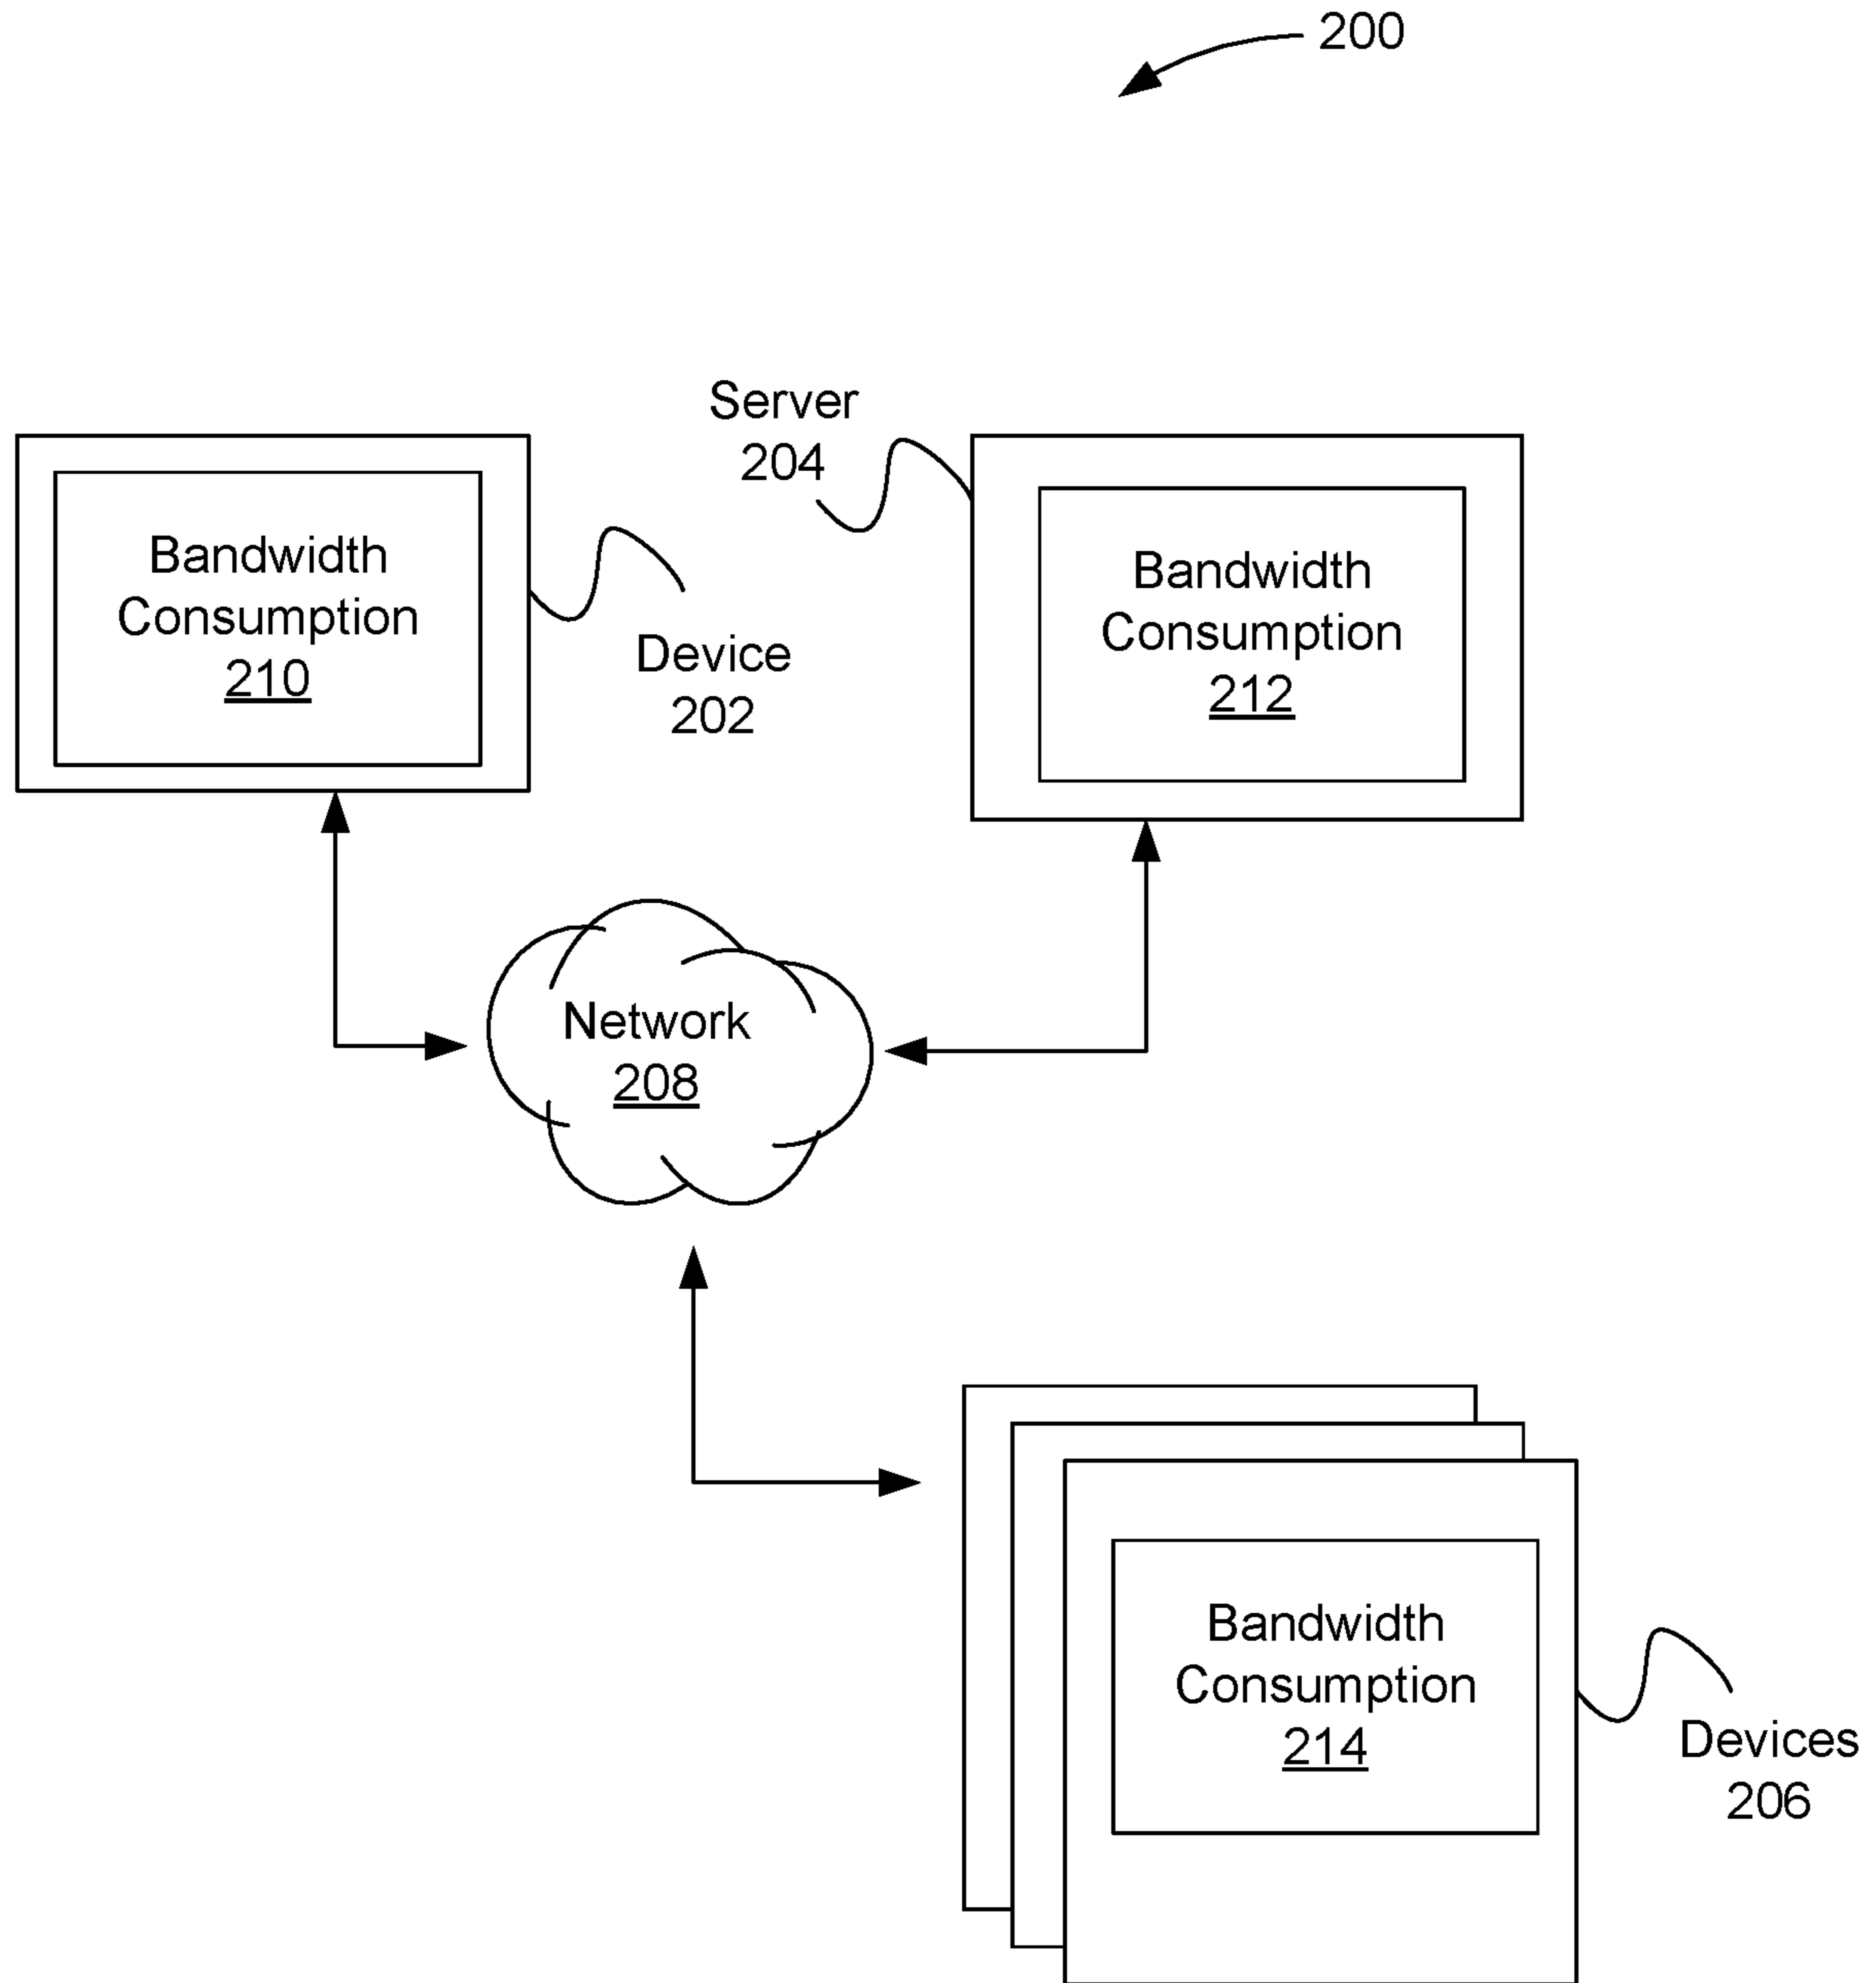 200
Server
204
Bandwidth
Consumption
210
Device
202
Bandwidth
Consumption
212
Network
208
Bandwidth
Consumption
214
Devices
206